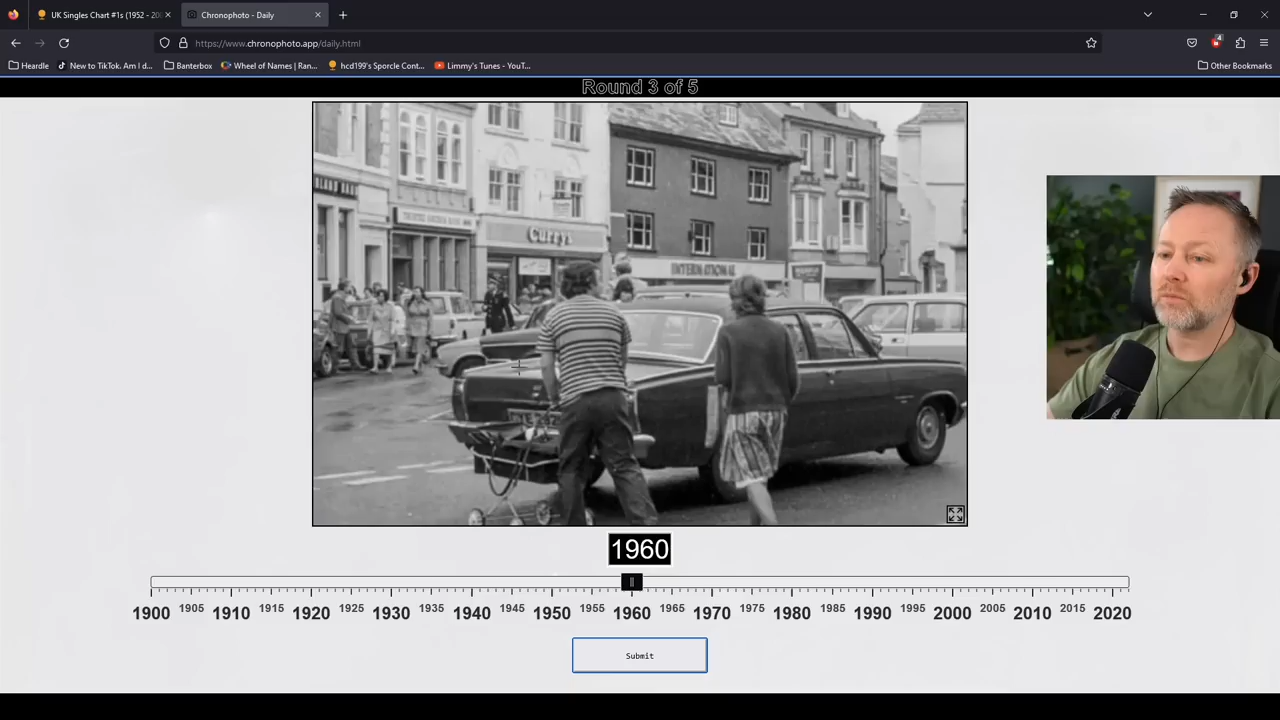 UK Singles Chart #1s (1952 - 20
Chronophoto - Daily
https://www.chronophoto.app/daily.html
4
Heardle
New to TikTok. Am I d...
Banterbox
Wheel of Names | Ran...
hcd199's Sporcle Cont...
Limmy's Tunes - YouT...
Other Bookmarks
Round 3 of 5
Currys
INTERNATIONAL
1960
1900 1905 1910 1915 1920 1925 1930 1935 1940 1945 1950 1955 1960 1965 1970 1975 1980 1985 1990 1995 2000 2005 2010 2015 2020
Submit